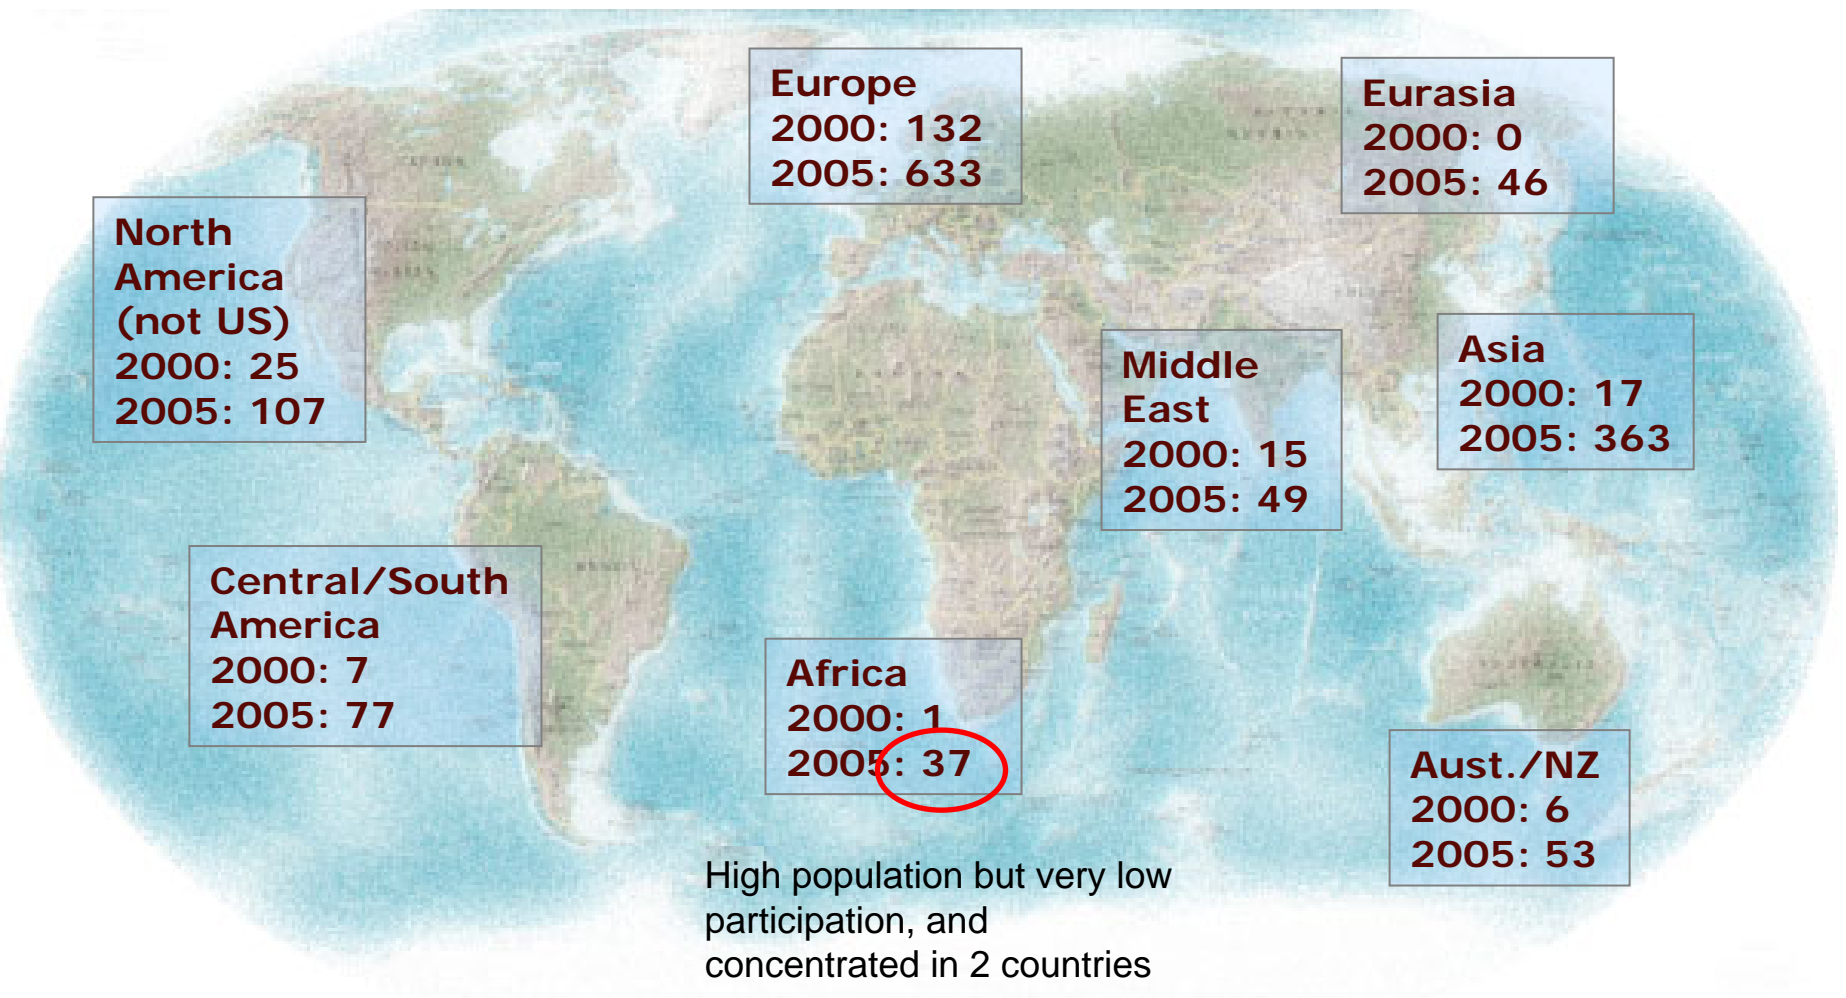 Europe
2000: 132
2005: 633
Eurasia
2000: 0
2005: 46
North
America
(not US)
2000: 25
2005: 107
Middle
East
2000: 15
2005: 49
Asia
2000: 17
2005: 363
Central/South
America
2000: 7
2005: 77
Africa
2000: 1
2005: 37
Aust./NZ
2000: 6
2005: 53
High population but very low
participation, and
concentrated in 2 countries